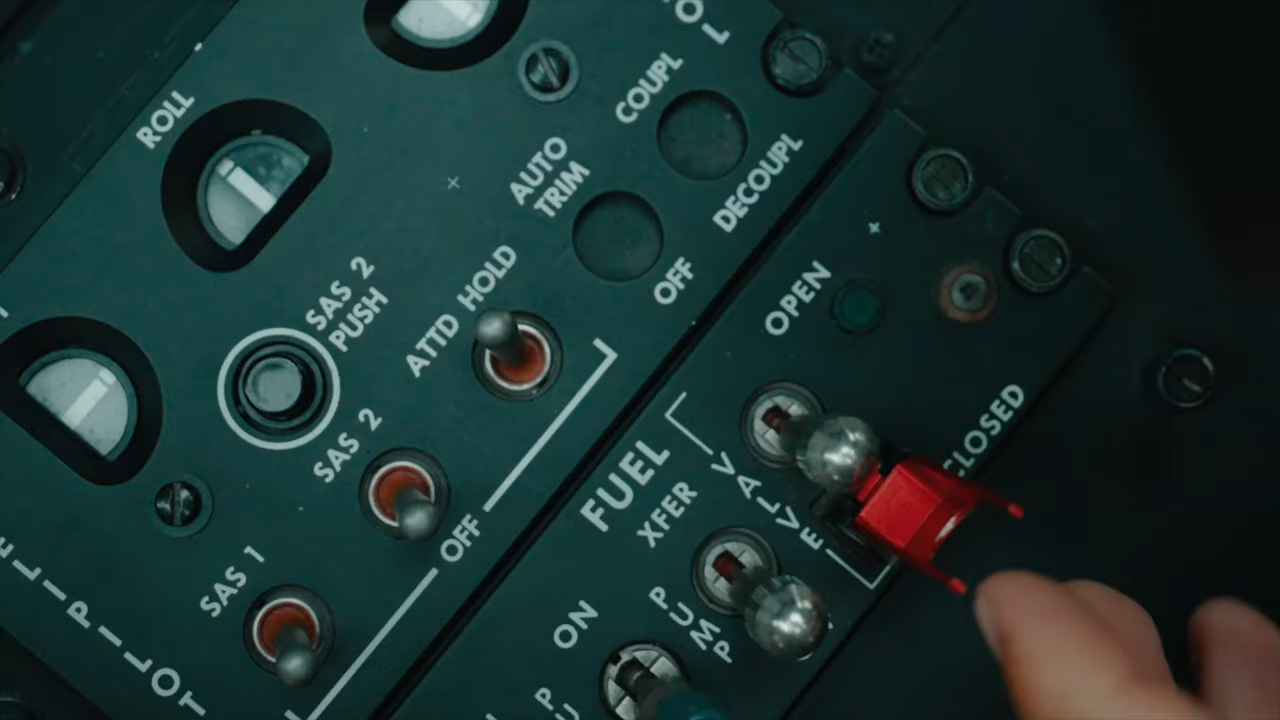 ROLL
COUPL
AUTO
TRIM
DECOUPL
ATTD HOLD
OFF
SAS 2
PUSH
SAS 2
SAS 1
OFF
PILOT
OPEN
CLOSED
FUEL
XFER
VALVE
PUMP
ON